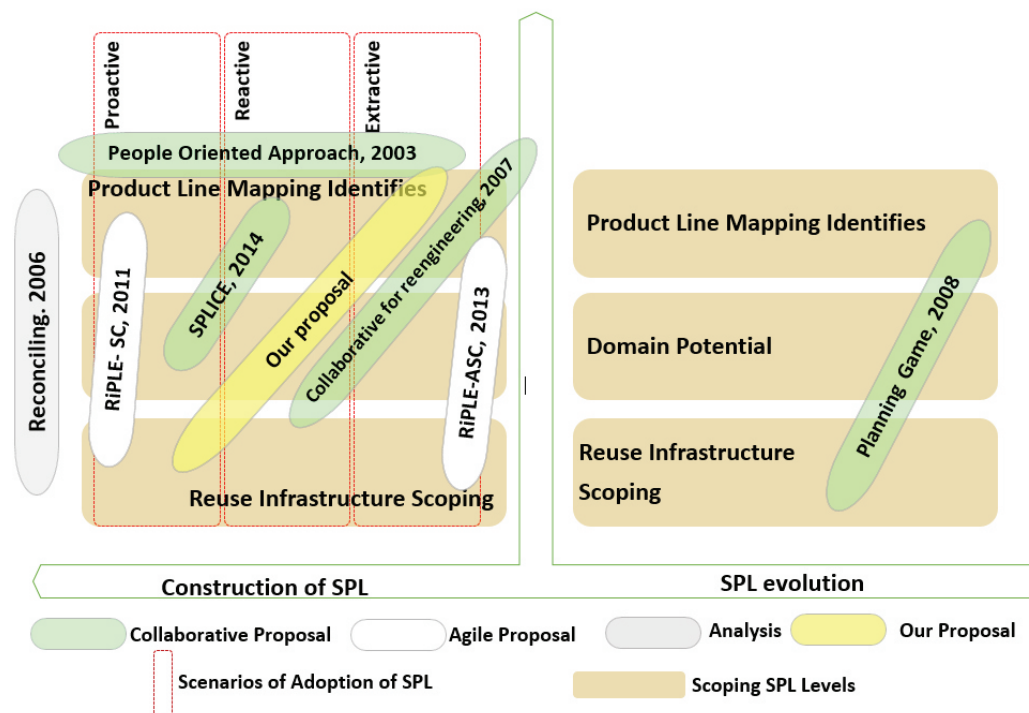 Proactive
Reactive
Extractive
People Oriented Approach, 2003
Product Line Mapping Identifies
Reconciling. 2006
RiPLE- SC, 2011
SPLICE, 2014
Our proposal
Collaborative for reengineering, 2007
RiPLE-ASC, 2013
Reuse Infrastructure Scoping
Product Line Mapping Identifies
Domain Potential
Reuse Infrastructure
Scoping
Planning Game, 2008
Construction of SPL
SPL evolution
Collaborative Proposal
Agile Proposal
Analysis
Our Proposal
Scenarios of Adoption of SPL
Scoping SPL Levels